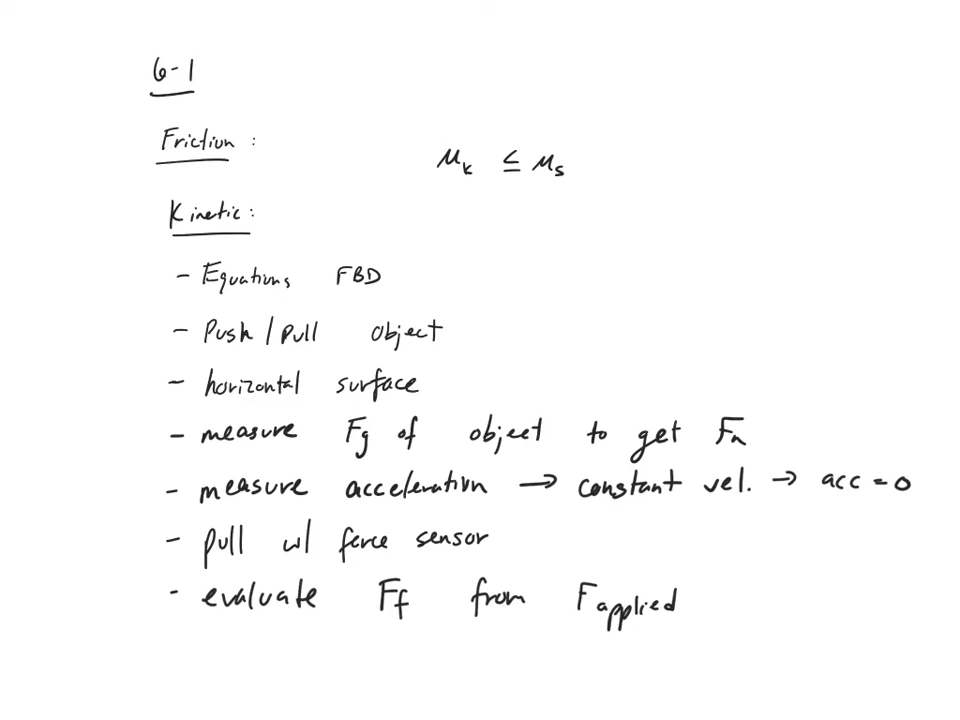 6-1
Friction :
μk ≤ μs
Kinetic :
- Equations FBD
- Push/pull object
- horizontal surface
- measure Fg of object to get Fn
- measure acceleration → constant vel. → acc = 0
- pull w/ force sensor
- evaluate Ff from Fapplied